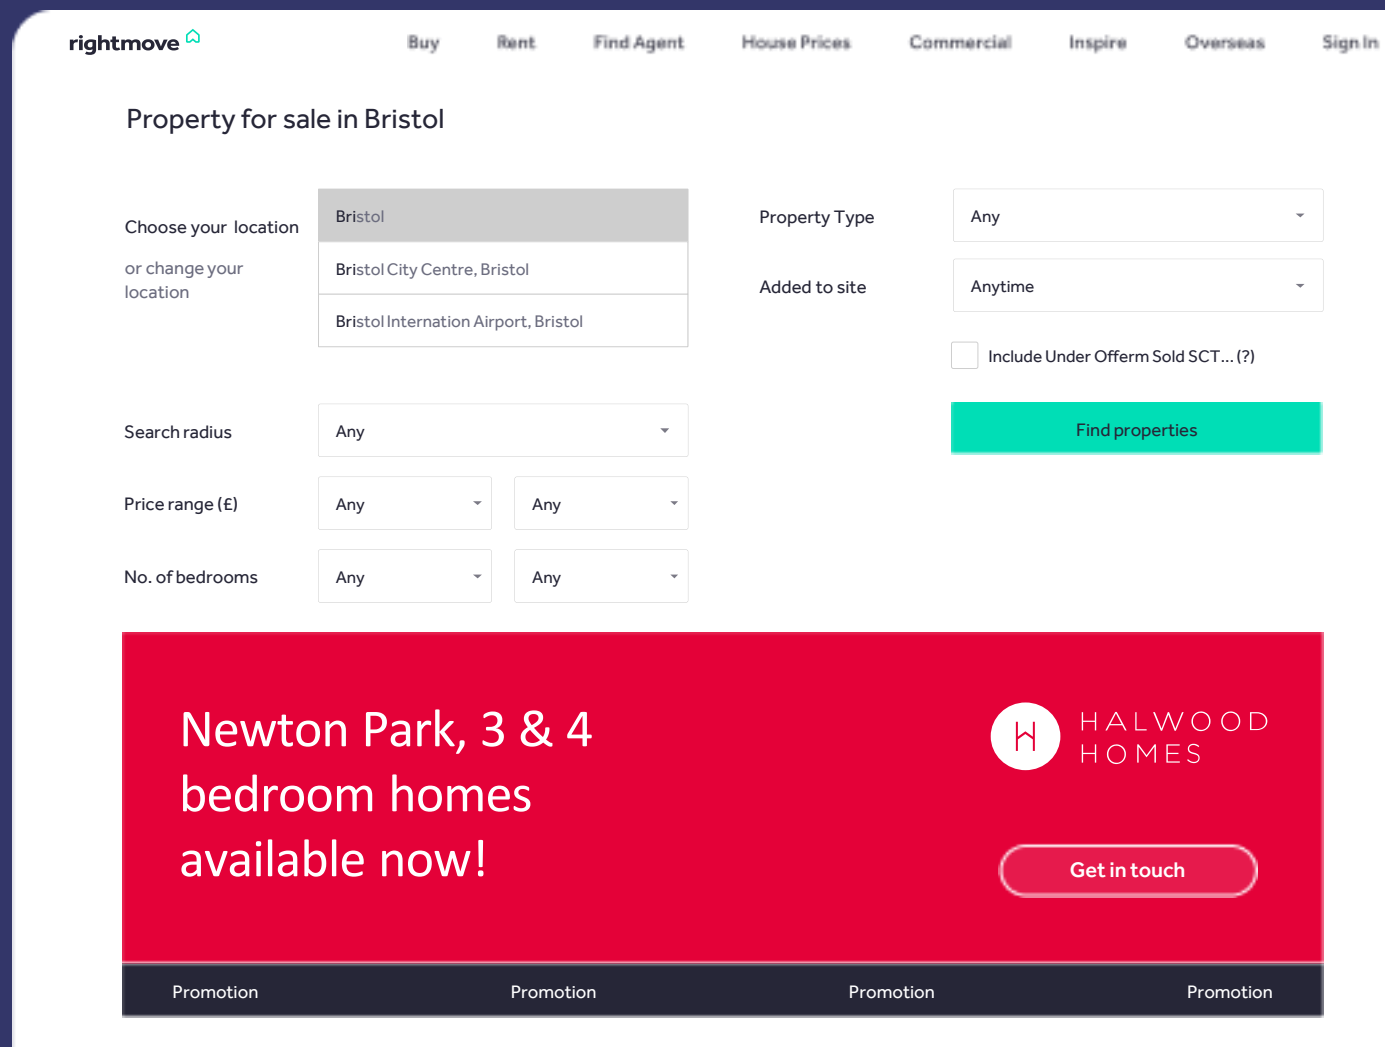 rightmove
Buy Rent Find Agent House Prices Commercial Inspire Overseas Sign In
Property for sale in Bristol
Choose your location
or change your
location
Bristol
Bristol City Centre, Bristol
Bristol Internation Airport, Bristol
Search radius
Any
Price range (£)
Any Any
No. of bedrooms
Any Any
Property Type
Any
Added to site
Anytime
Include Under Offerm Sold SCT... (?)
Find properties
Newton Park, 3 & 4
bedroom homes
available now!
HALWOOD
HOMES
Get in touch
Promotion Promotion Promotion Promotion